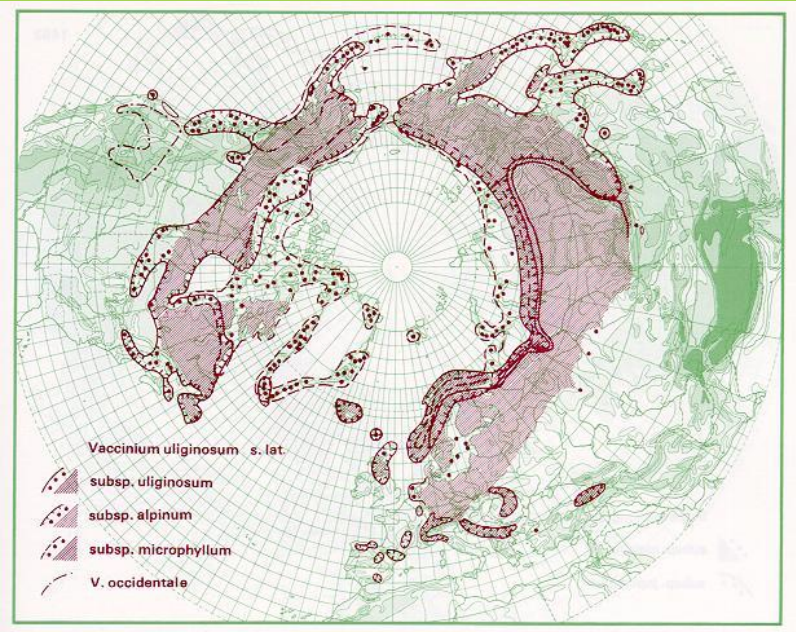 Vaccinium uliginosum s. lat.
subsp. uliginosum
subsp. alpinum
subsp. microphyllum
V. occidentale